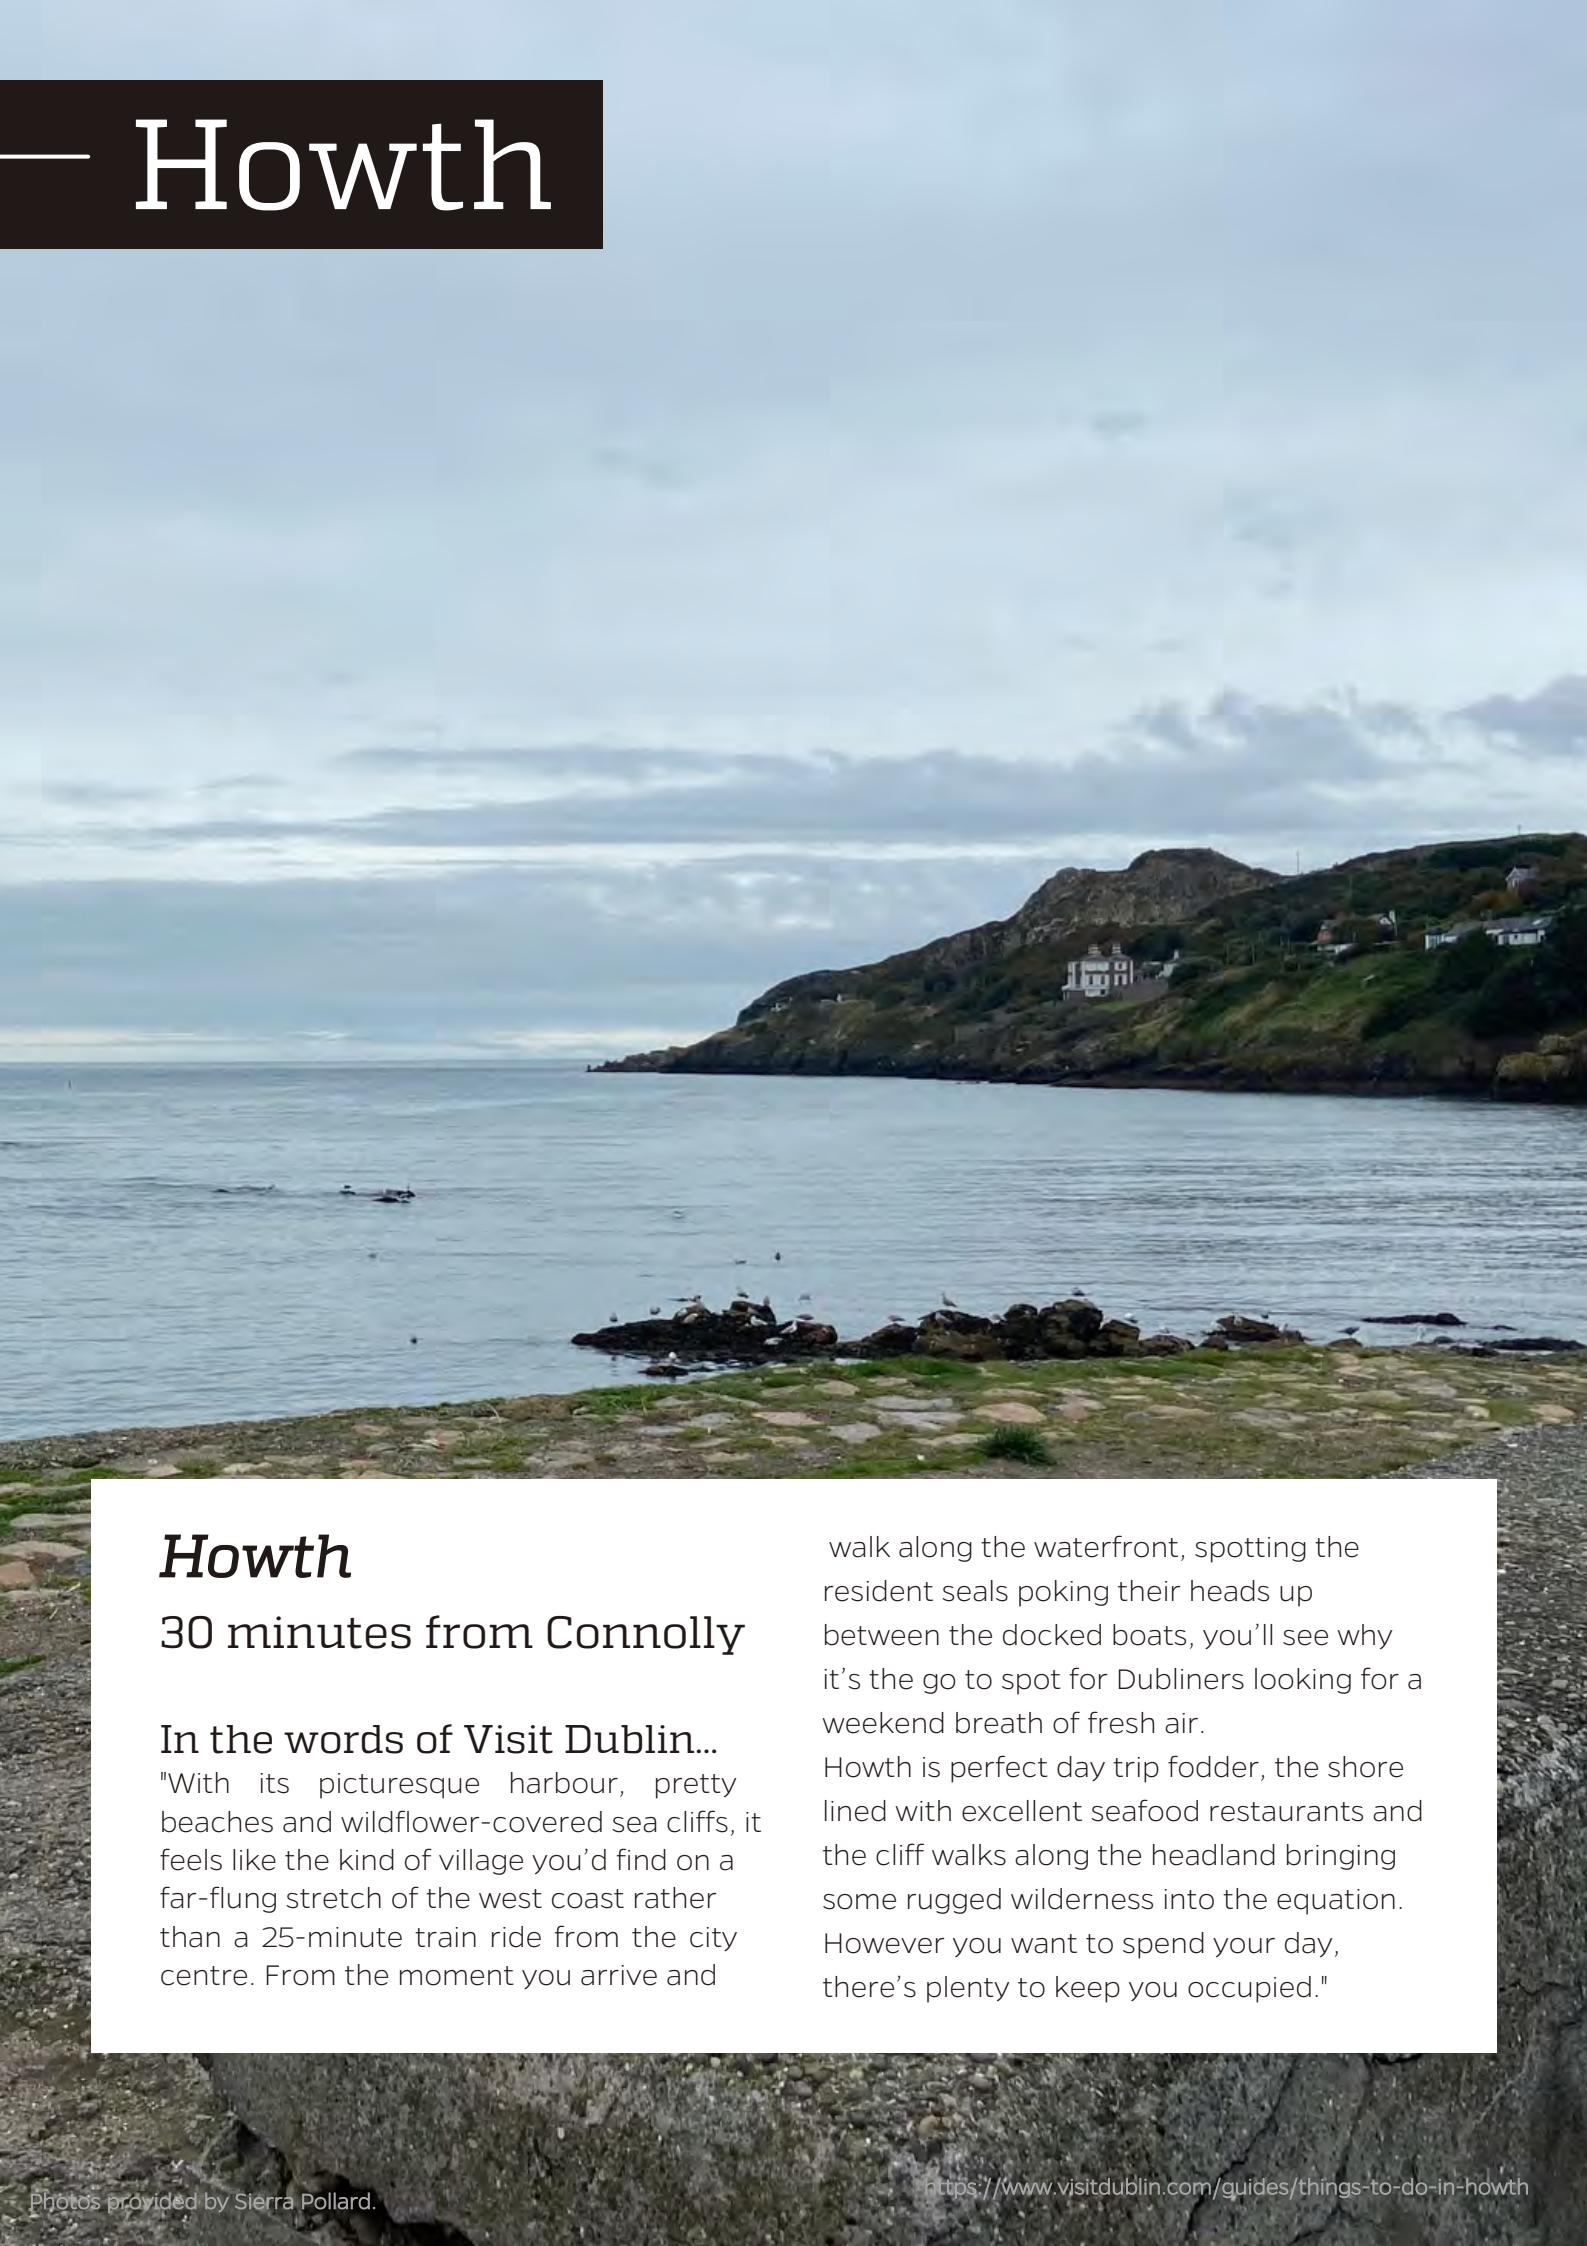 Howth
Howth
30 minutes from Connolly
In the words of Visit Dublin...
"With its picturesque harbour, pretty
beaches and wildflower-covered sea cliffs, it
feels like the kind of village you’d find on a
far-flung stretch of the west coast rather
than a 25-minute train ride from the city
centre. From the moment you arrive and
walk along the waterfront, spotting the
resident seals poking their heads up
between the docked boats, you’ll see why
it’s the go to spot for Dubliners looking for a
weekend breath of fresh air.
Howth is perfect day trip fodder, the shore
lined with excellent seafood restaurants and
the cliff walks along the headland bringing
some rugged wilderness into the equation.
However you want to spend your day,
there’s plenty to keep you occupied."
Photos provided by Sierra Pollard.
https://www.visitdublin.com/guides/things-to-do-in-howth